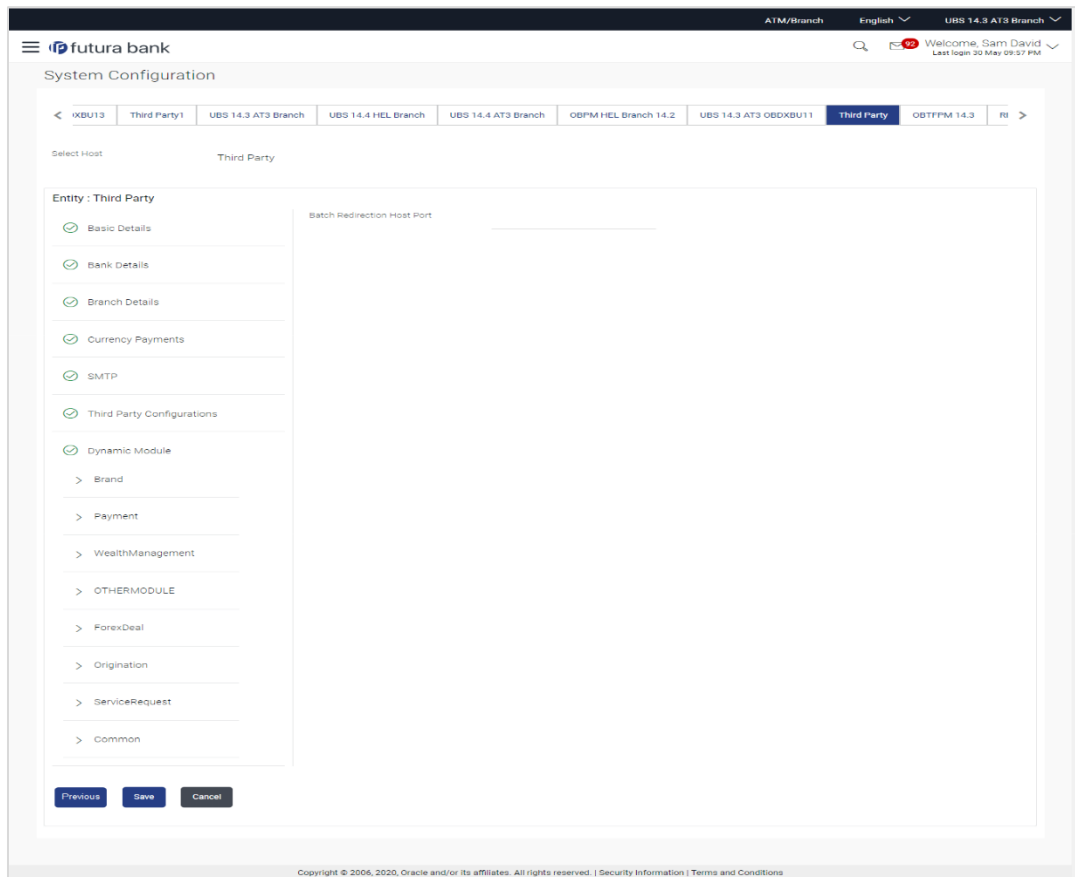 ATM/Branch English UBS 14.3 AT3 Branch
futura bank 92 Welcome, Sam David
Last login 30 May 09:57 PM
System Configuration
IXBU13 Third Party1 UBS 14.3 AT3 Branch UBS 14.4 HEL Branch UBS 14.4 AT3 Branch OBPM HEL Branch 14.2 UBS 14.3 AT3 OBDXBU11 Third Party OBTFPM 14.3
Select Host Third Party
Entity : Third Party
Batch Redirection Host Port
Basic Details
Bank Details
Branch Details
Currency Payments
SMTP
Third Party Configurations
Dynamic Module
Brand
Payment
WealthManagement
OTHERMODULE
ForexDeal
Origination
ServiceRequest
Common
Previous Save Cancel
Copyright © 2006, 2020, Oracle and/or its affiliates. All rights reserved. | Security Information | Terms and Conditions